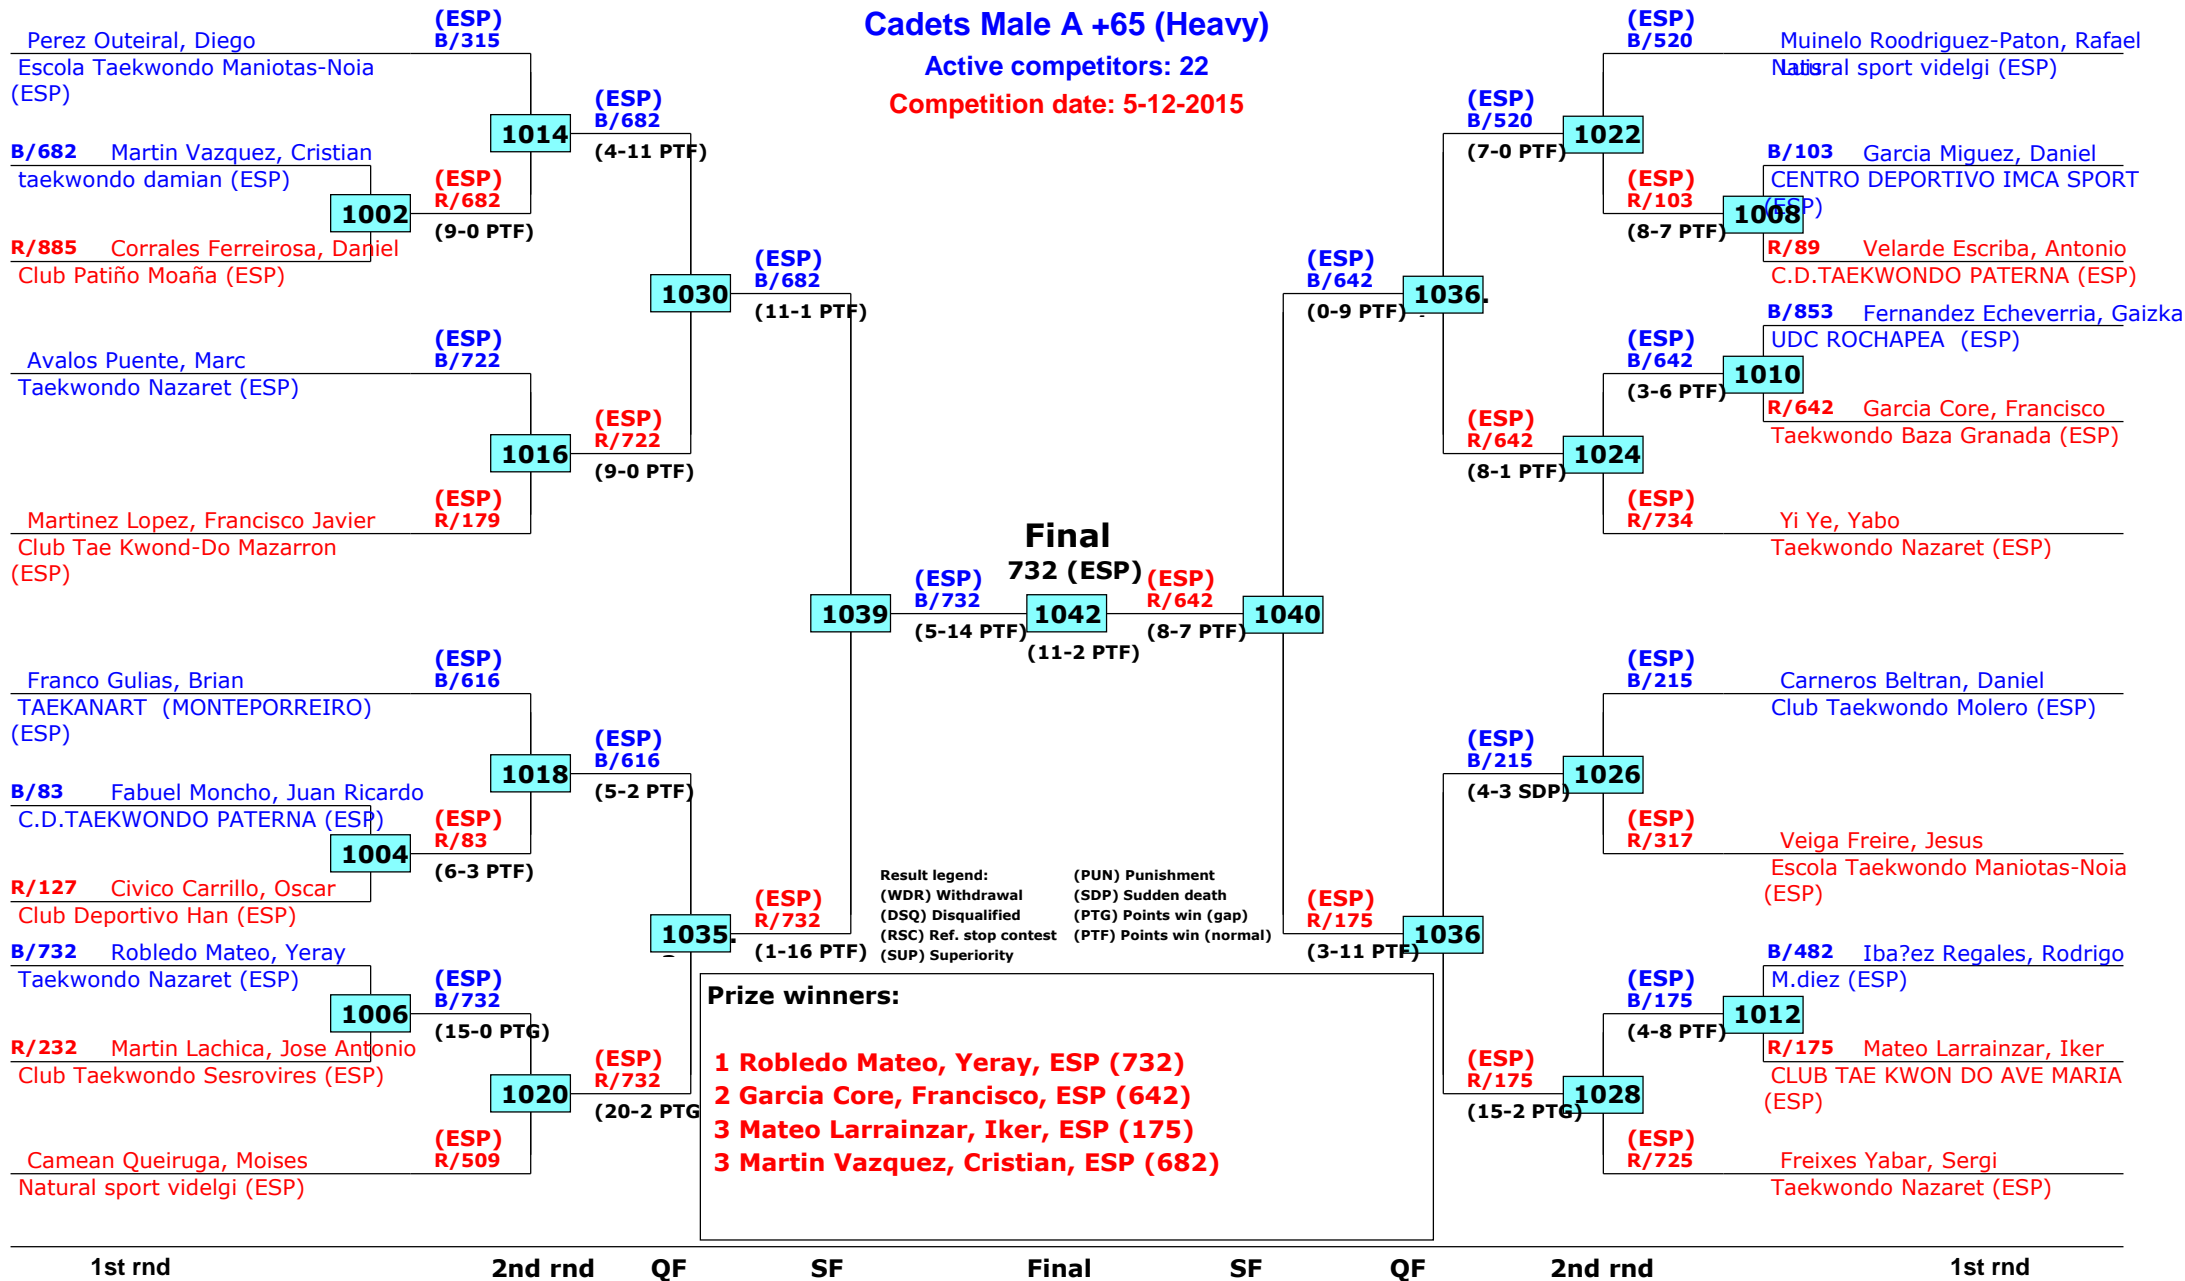 Cadets Male A +65 (Heavy)
Active competitors: 22
Competition date: 5-12-2015
(ESP)
B/315
Perez Outeiral, Diego
Escola Taekwondo Maniotas-Noia
(ESP)
1014
(ESP)
B/682
(4-11 PTF)
B/682 Martin Vazquez, Cristian
taekwondo damian (ESP)
1002
(ESP)
R/682
(9-0 PTF)
R/885 Corrales Ferreirosa, Daniel
Club Patiño Moaña (ESP)
1030
(ESP)
B/682
(11-1 PTF)
(ESP)
B/722
Avalos Puente, Marc
Taekwondo Nazaret (ESP)
1016
(ESP)
R/722
(9-0 PTF)
(ESP)
R/179
Martinez Lopez, Francisco Javier
Club Tae Kwond-Do Mazarron
(ESP)
1039
(ESP)
B/732
(5-14 PTF)
Final
732 (ESP)
1042
(11-2 PTF)
(ESP)
R/642
(8-7 PTF)
1040
(ESP)
B/616
Franco Gulias, Brian
TAEKANART (MONTEPORREIRO)
(ESP)
1018
(ESP)
B/616
(5-2 PTF)
B/83 Fabuel Moncho, Juan Ricardo
C.D.TAEKWONDO PATERNA (ESP)
1004
(ESP)
R/83
(6-3 PTF)
R/127 Civico Carrillo, Oscar
Club Deportivo Han (ESP)
1035.
(ESP)
R/732
(1-16 PTF)
B/732 Robledo Mateo, Yeray
Taekwondo Nazaret (ESP)
1006
(ESP)
B/732
(15-0 PTG)
R/232 Martin Lachica, Jose Antonio
Club Taekwondo Sesrovires (ESP)
1020
(ESP)
R/732
(20-2 PTG
(ESP)
R/509
Camean Queiruga, Moises
Natural sport videlgi (ESP)
(ESP)
B/520
Muinelo Roodriguez-Paton, Rafael
Luis
Natural sport videlgi (ESP)
1022
(ESP)
B/520
(7-0 PTF)
B/103 Garcia Miguez, Daniel
CENTRO DEPORTIVO IMCA SPORT
(ESP)
1008
(ESP)
R/103
(8-7 PTF)
R/89 Velarde Escriba, Antonio
C.D.TAEKWONDO PATERNA (ESP)
1036.
(ESP)
B/642
(0-9 PTF)
B/853 Fernandez Echeverria, Gaizka
UDC ROCHAPEA (ESP)
1010
(ESP)
B/642
(3-6 PTF)
R/642 Garcia Core, Francisco
Taekwondo Baza Granada (ESP)
1024
(ESP)
R/642
(8-1 PTF)
(ESP)
R/734
Yi Ye, Yabo
Taekwondo Nazaret (ESP)
(ESP)
B/215
Carneros Beltran, Daniel
Club Taekwondo Molero (ESP)
1026
(ESP)
B/215
(4-3 SDP)
(ESP)
R/317
Veiga Freire, Jesus
Escola Taekwondo Maniotas-Noia
(ESP)
1036
(ESP)
R/175
(3-11 PTF)
B/482 Iba?ez Regales, Rodrigo
M.diez (ESP)
1012
(ESP)
B/175
(4-8 PTF)
R/175 Mateo Larrainzar, Iker
CLUB TAE KWON DO AVE MARIA
(ESP)
1028
(ESP)
R/175
(15-2 PTG)
(ESP)
R/725
Freixes Yabar, Sergi
Taekwondo Nazaret (ESP)
Result legend: (PUN) Punishment
(WDR) Withdrawal (SDP) Sudden death
(DSQ) Disqualified (PTG) Points win (gap)
(RSC) Ref. stop contest (PTF) Points win (normal)
(SUP) Superiority
Prize winners:
1 Robledo Mateo, Yeray, ESP (732)
2 Garcia Core, Francisco, ESP (642)
3 Mateo Larrainzar, Iker, ESP (175)
3 Martin Vazquez, Cristian, ESP (682)
1st rnd 2nd rnd QF SF Final SF QF 2nd rnd 1st rnd